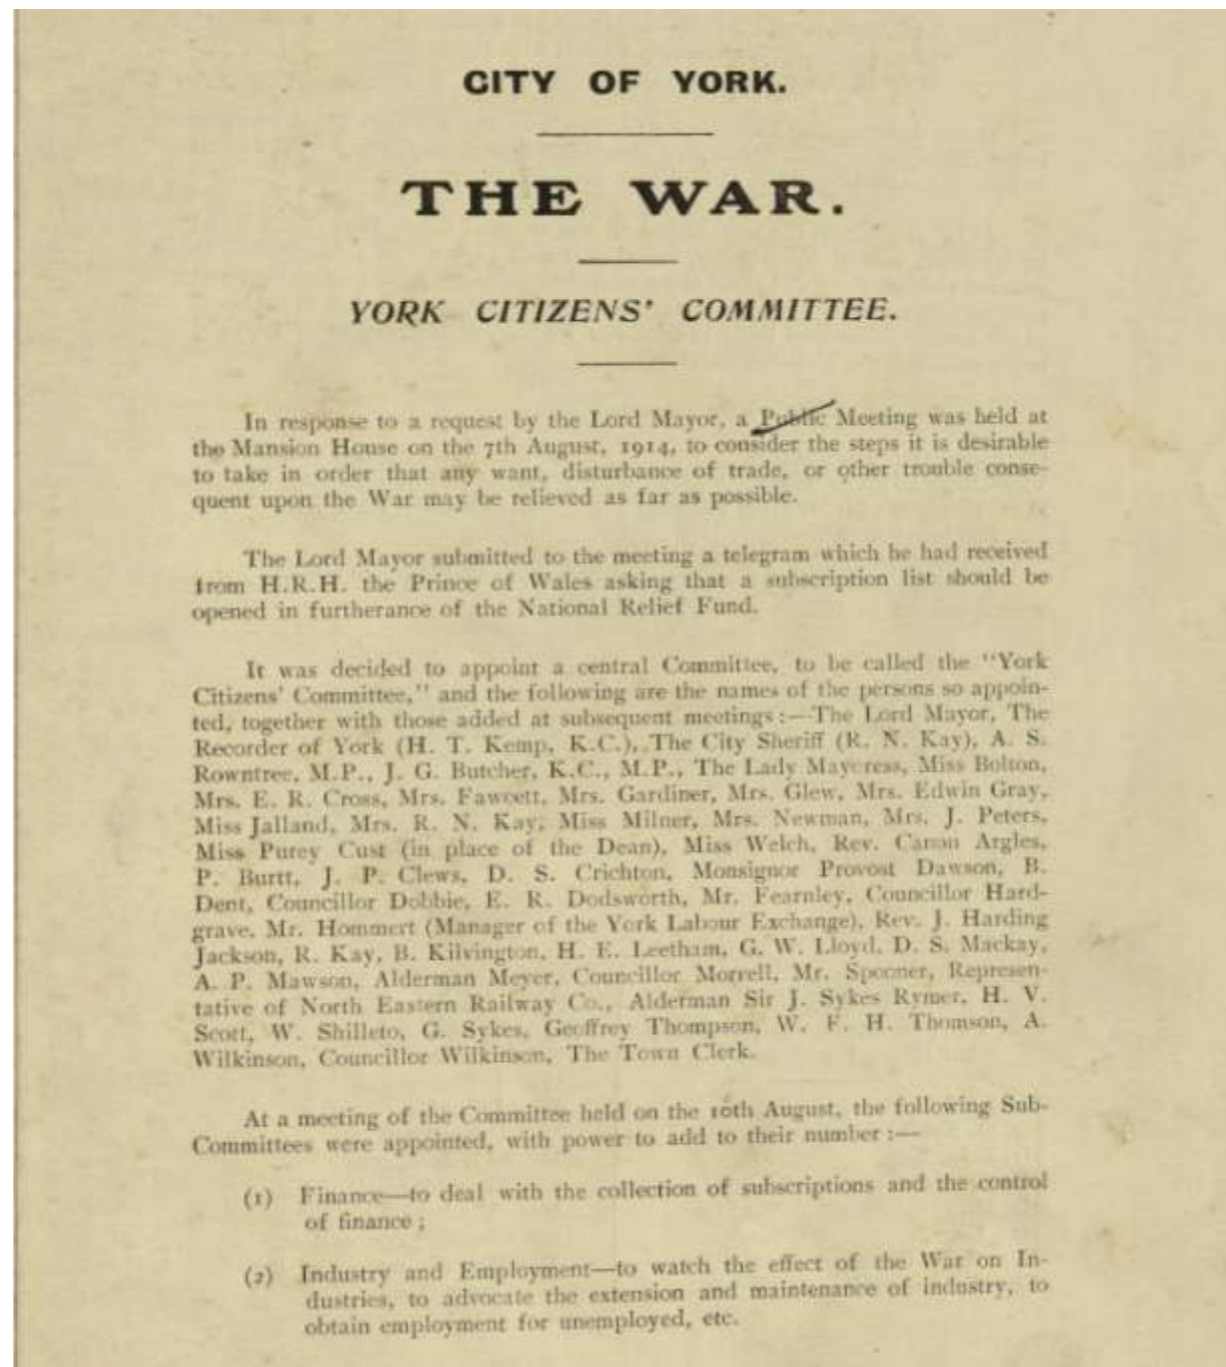 CITY OF YORK.
THE WAR.
YORK CITIZENS' COMMITTEE.
In response to a request by the Lord Mayor, a Public Meeting was held at
the Mansion House on the 7th August, 1914, to consider the steps it is desirable
to take in order that any want, disturbance of trade, or other trouble conse-
quent upon the War may be relieved as far as possible.
The Lord Mayor submitted to the meeting a telegram which he had received
from H.R.H. the Prince of Wales asking that a subscription list should be
opened in furtherance of the National Relief Fund.
It was decided to appoint a central Committee, to be called the "York
Citizens' Committee," and the following are the names of the persons so appoin-
ted, together with those added at subsequent meetings:—The Lord Mayor, The
Recorder of York (H. T. Kemp, K.C.), The City Sheriff (R. N. Kay), A. S.
Rowntree, M.P., J. G. Butcher, K.C., M.P., The Lady Mayoress, Miss Bolton,
Mrs. E. R. Cross, Mrs. Fawcett, Mrs. Gardiner, Mrs. Glew, Mrs. Edwin Gray,
Miss Jalland, Mrs. R. N. Kay, Miss Milner, Mrs. Newman, Mrs. J. Peters,
Miss Purey Cust (in place of the Dean), Miss Welch, Rev. Canon Argles,
P. Burtt, J. P. Clews, D. S. Crichton, Monsignor Provost Dawson, B.
Dent, Councillor Dobbie, E. R. Dodsworth, Mr. Fearnley, Councillor Hard-
grave, Mr. Hommert (Manager of the York Labour Exchange), Rev. J. Harding
Jackson, R. Kay, B. Kilvington, H. E. Leetham, G. W. Lloyd, D. S. Mackay,
A. P. Mawson, Alderman Meyer, Councillor Morrell, Mr. Spooner, Represen-
tative of North Eastern Railway Co., Alderman Sir J. Sykes Rymer, H. V.
Scott, W. Shilleto, G. Sykes, Geoffrey Thompson, W. F. H. Thomson, A.
Wilkinson, Councillor Wilkinson, The Town Clerk.
At a meeting of the Committee held on the 10th August, the following Sub-
Committees were appointed, with power to add to their number:—
(1) Finance—to deal with the collection of subscriptions and the control
of finance;
(2) Industry and Employment—to watch the effect of the War on In-
dustries, to advocate the extension and maintenance of industry, to
obtain employment for unemployed, etc.